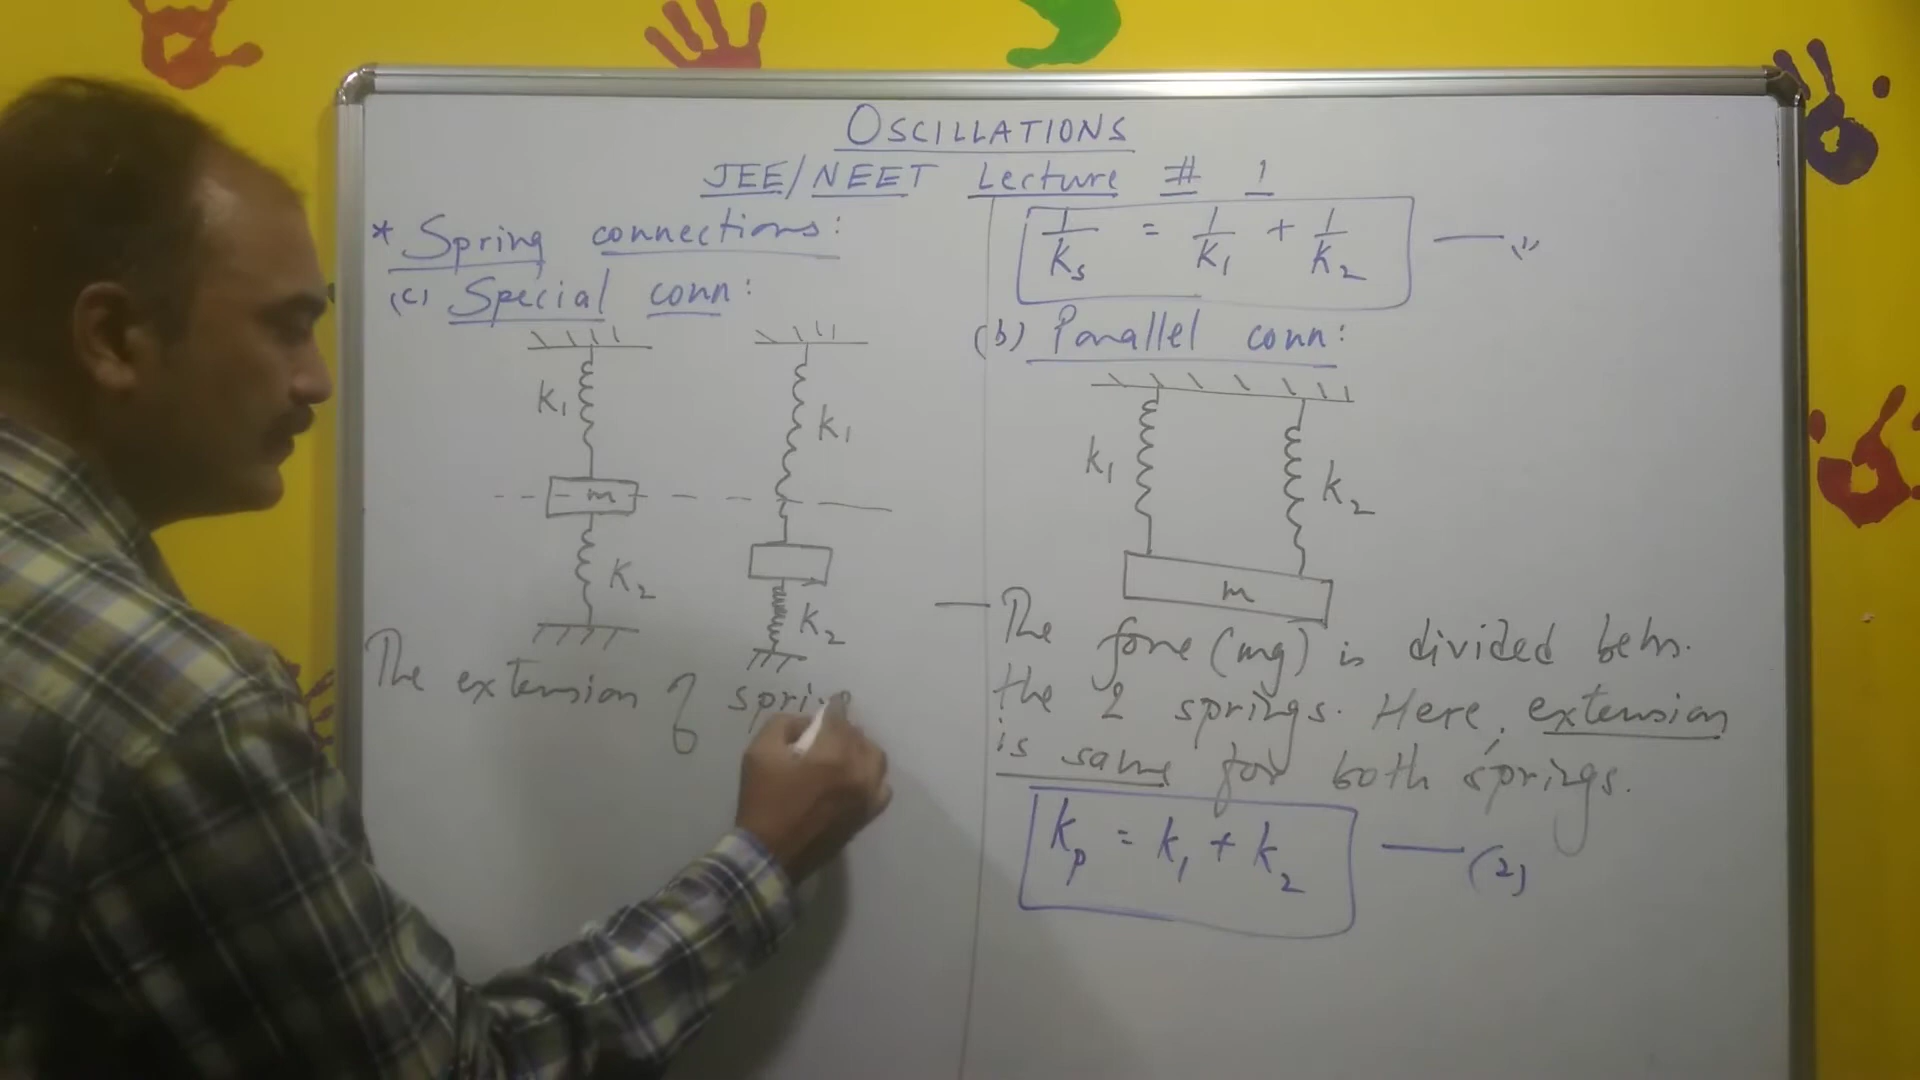 OSCILLATIONS
JEE/NEET Lecture # 1
* Spring connections:
(c) Special conn:
k₁
m
k₂
k₁
k₂
The extension of sprin
1/Ks = 1/K₁ + 1/K₂ — (1)
(b) Parallel conn:
k₁
k₂
m
— The force (mg) is divided betn.
the 2 springs. Here, extension
is same for both springs.
kp = k₁ + k₂ — (2)